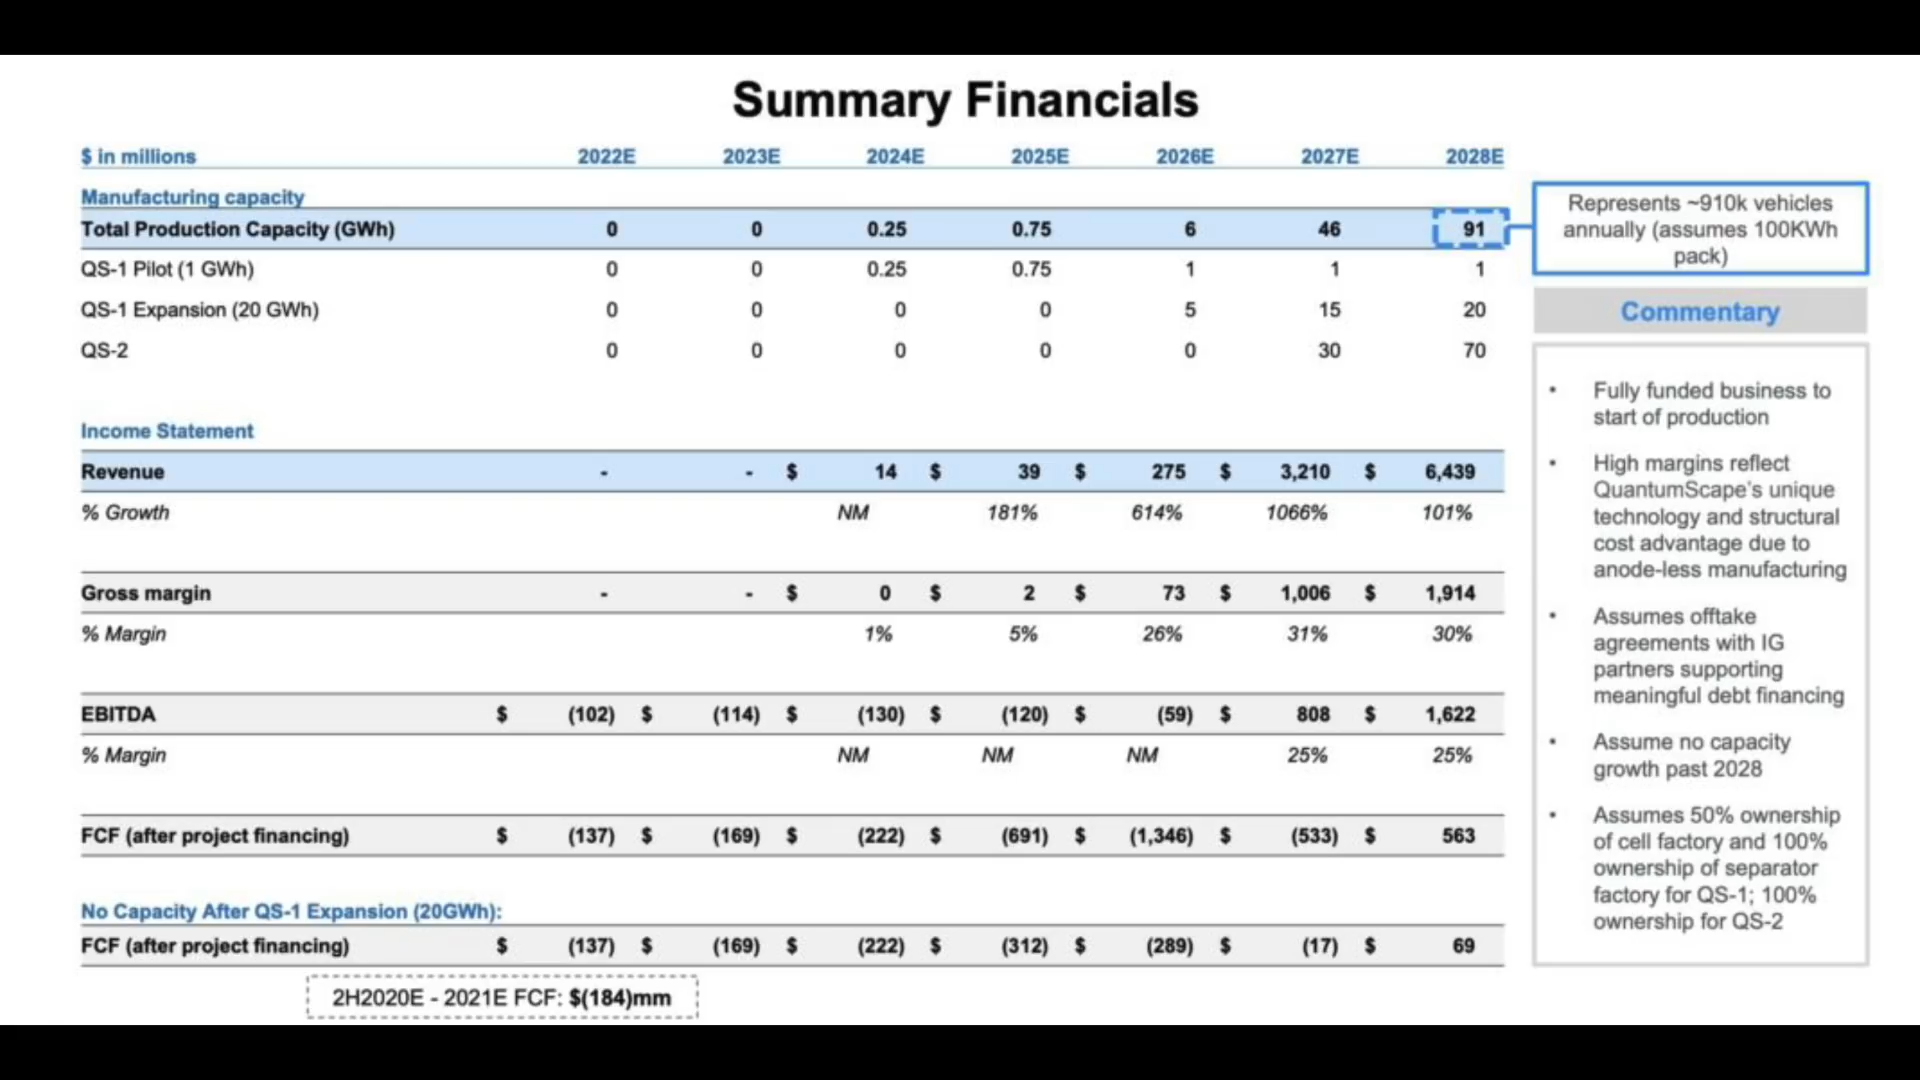 Summary Financials
$ in millions 2022E 2023E 2024E 2025E 2026E 2027E 2028E
Manufacturing capacity
Total Production Capacity (GWh) 0 0 0.25 0.75 6 46 91
QS-1 Pilot (1 GWh) 0 0 0.25 0.75 1 1 1
QS-1 Expansion (20 GWh) 0 0 0 0 5 15 20
QS-2 0 0 0 0 0 30 70
Income Statement
Revenue - - $ 14 $ 39 $ 275 $ 3,210 $ 6,439
% Growth NM 181% 614% 1066% 101%
Gross margin - - $ 0 $ 2 $ 73 $ 1,006 $ 1,914
% Margin 1% 5% 26% 31% 30%
EBITDA $ (102) $ (114) $ (130) $ (120) $ (59) $ 808 $ 1,622
% Margin NM NM NM 25% 25%
FCF (after project financing) $ (137) $ (169) $ (222) $ (691) $ (1,346) $ (533) $ 563
No Capacity After QS-1 Expansion (20GWh):
FCF (after project financing) $ (137) $ (169) $ (222) $ (312) $ (289) $ (17) $ 69
2H2020E - 2021E FCF: $(184)mm
Represents ~910k vehicles
annually (assumes 100KWh
pack)
Commentary
• Fully funded business to
start of production
• High margins reflect
QuantumScape's unique
technology and structural
cost advantage due to
anode-less manufacturing
• Assumes offtake
agreements with IG
partners supporting
meaningful debt financing
• Assume no capacity
growth past 2028
• Assumes 50% ownership
of cell factory and 100%
ownership of separator
factory for QS-1; 100%
ownership for QS-2